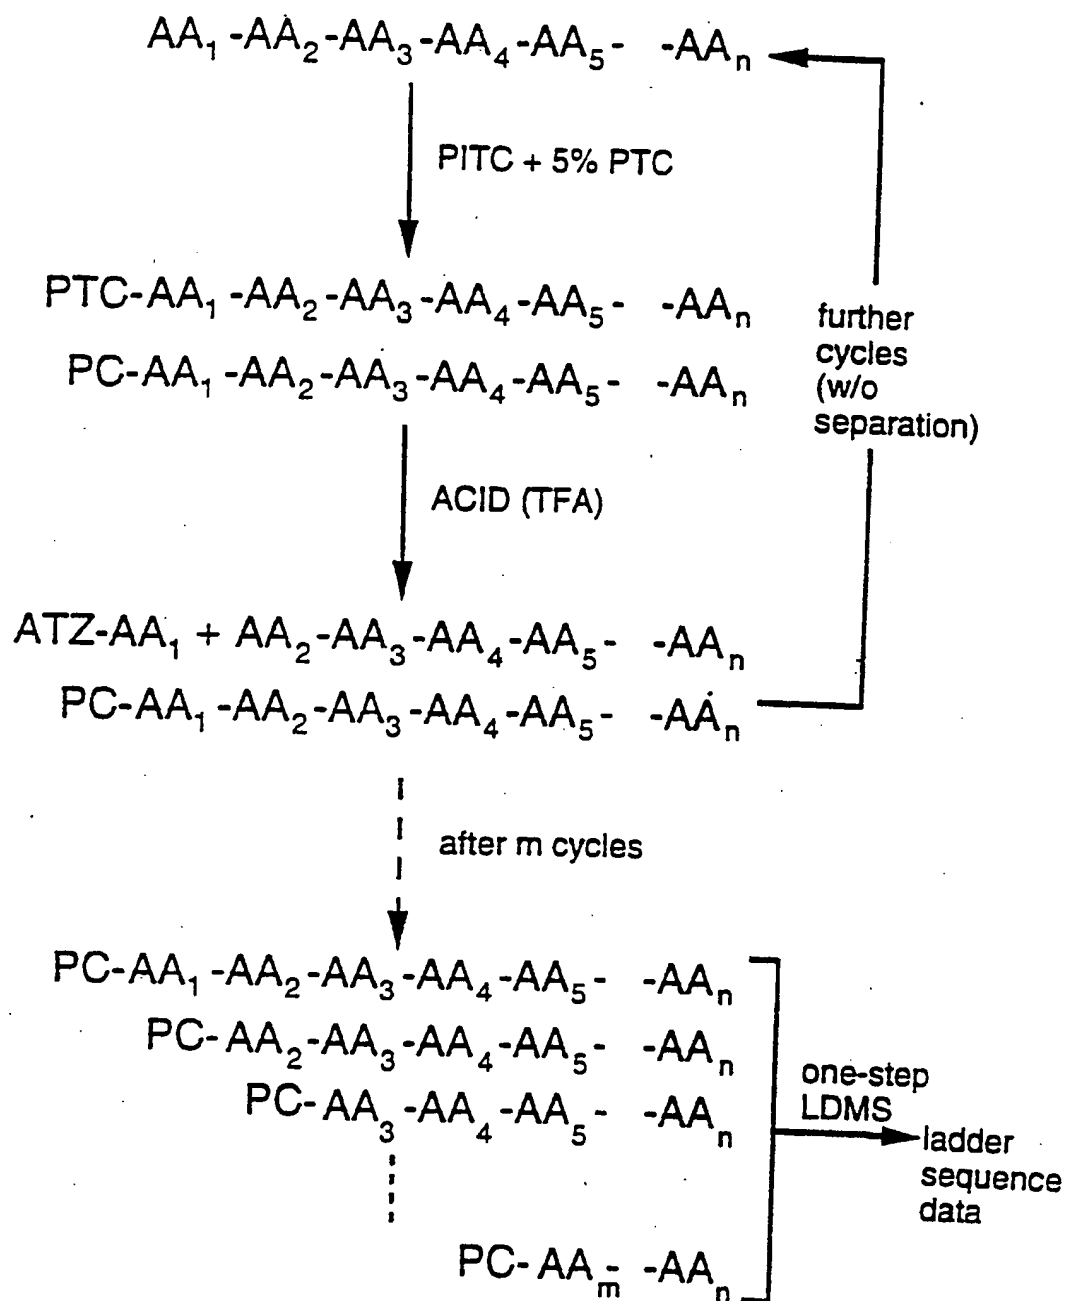 AA₁ -AA₂-AA₃-AA₄-AA₅- -AAₙ
PITC + 5% PTC
PTC-AA₁ -AA₂-AA₃-AA₄-AA₅- -AAₙ
PC-AA₁ -AA₂-AA₃-AA₄-AA₅- -AAₙ
further
cycles
(w/o
separation)
ACID (TFA)
ATZ-AA₁ + AA₂-AA₃-AA₄-AA₅- -AAₙ
PC-AA₁ -AA₂-AA₃-AA₄-AA₅- -AAₙ
after m cycles
PC-AA₁ -AA₂-AA₃-AA₄-AA₅- -AAₙ
PC- AA₂-AA₃-AA₄-AA₅- -AAₙ
PC- AA₃ -AA₄-AA₅- -AAₙ
one-step
LDMS
ladder
sequence
data
PC- AAₘ- -AAₙ